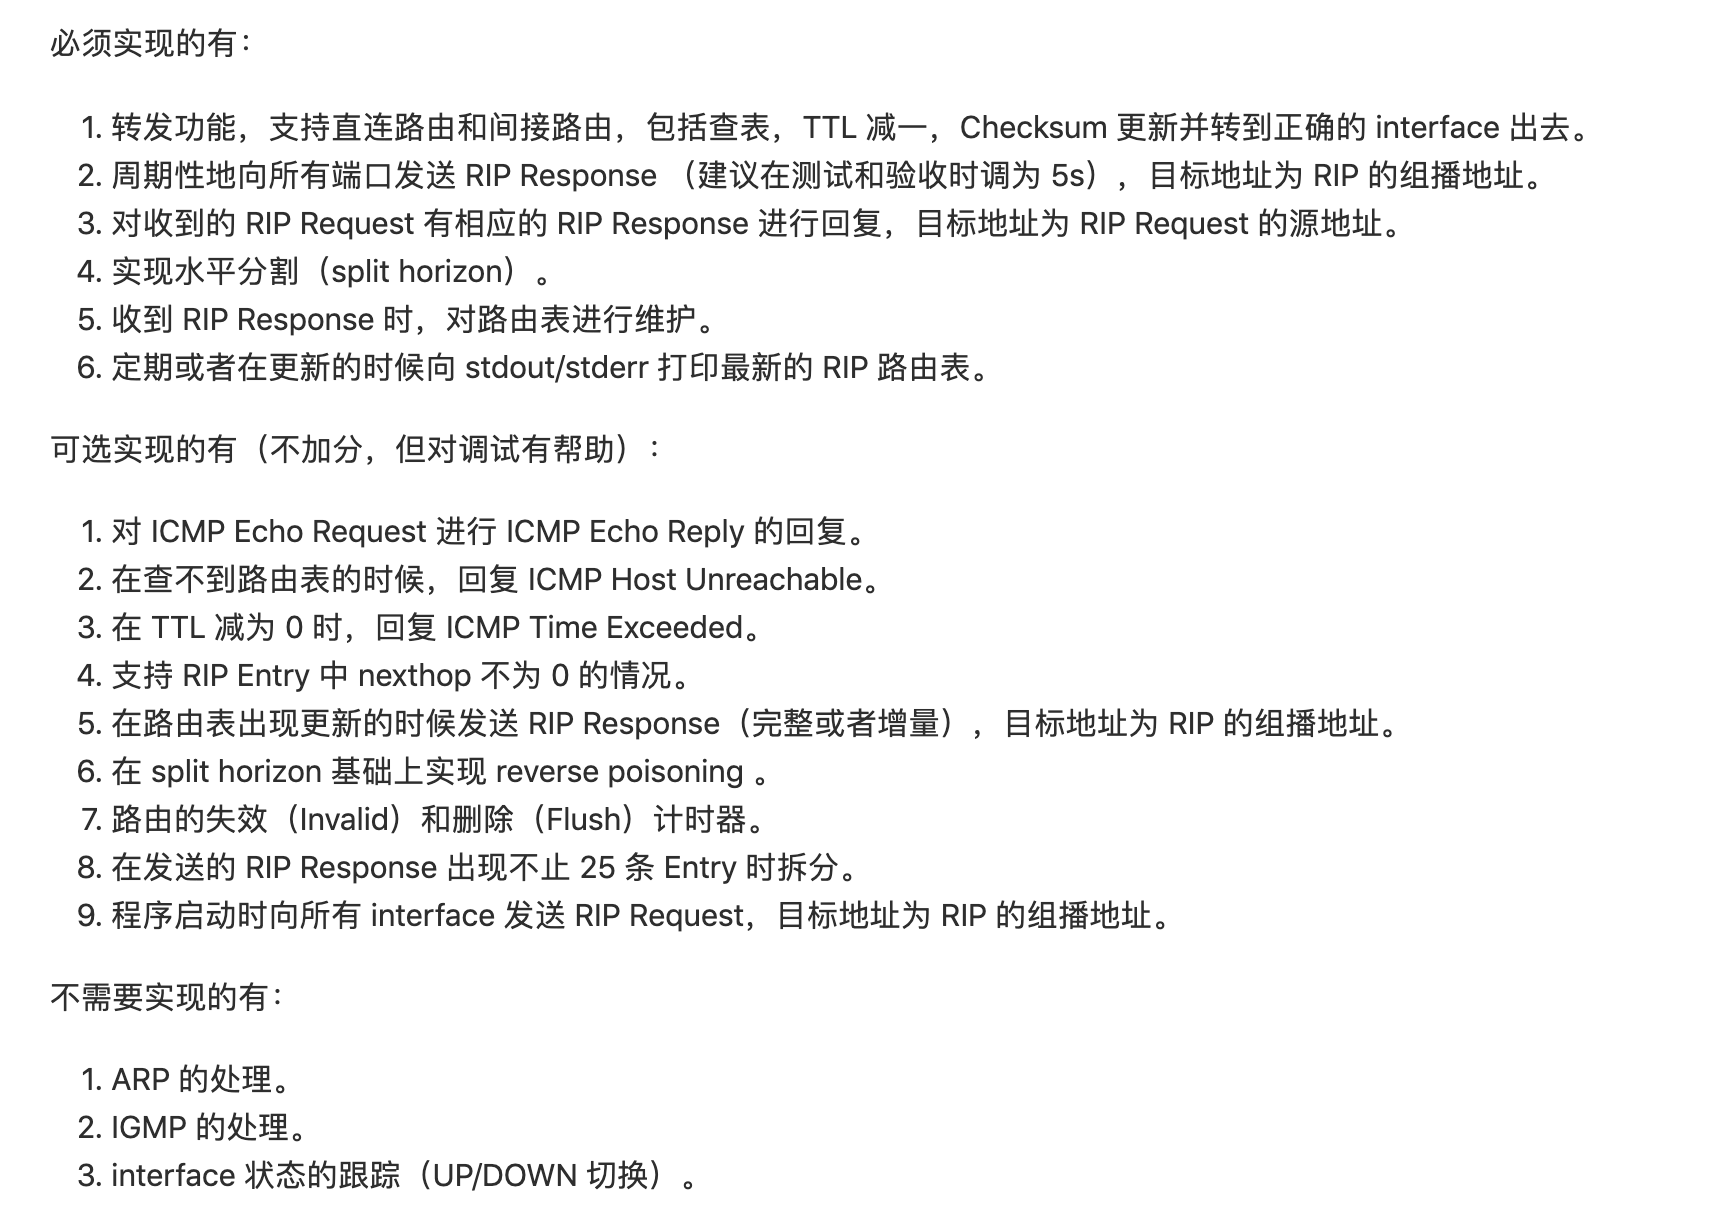 必须实现的有：
1. 转发功能，支持直连路由和间接路由，包括查表，TTL 减一，Checksum 更新并转到正确的 interface 出去。
2. 周期性地向所有端口发送 RIP Response （建议在测试和验收时调为 5s），目标地址为 RIP 的组播地址。
3. 对收到的 RIP Request 有相应的 RIP Response 进行回复，目标地址为 RIP Request 的源地址。
4. 实现水平分割（split horizon）。
5. 收到 RIP Response 时，对路由表进行维护。
6. 定期或者在更新的时候向 stdout/stderr 打印最新的 RIP 路由表。
可选实现的有（不加分，但对调试有帮助）：
1. 对 ICMP Echo Request 进行 ICMP Echo Reply 的回复。
2. 在查不到路由表的时候，回复 ICMP Host Unreachable。
3. 在 TTL 减为 0 时，回复 ICMP Time Exceeded。
4. 支持 RIP Entry 中 nexthop 不为 0 的情况。
5. 在路由表出现更新的时候发送 RIP Response（完整或者增量），目标地址为 RIP 的组播地址。
6. 在 split horizon 基础上实现 reverse poisoning 。
7. 路由的失效（Invalid）和删除（Flush）计时器。
8. 在发送的 RIP Response 出现不止 25 条 Entry 时拆分。
9. 程序启动时向所有 interface 发送 RIP Request，目标地址为 RIP 的组播地址。
不需要实现的有：
1. ARP 的处理。
2. IGMP 的处理。
3. interface 状态的跟踪（UP/DOWN 切换）。